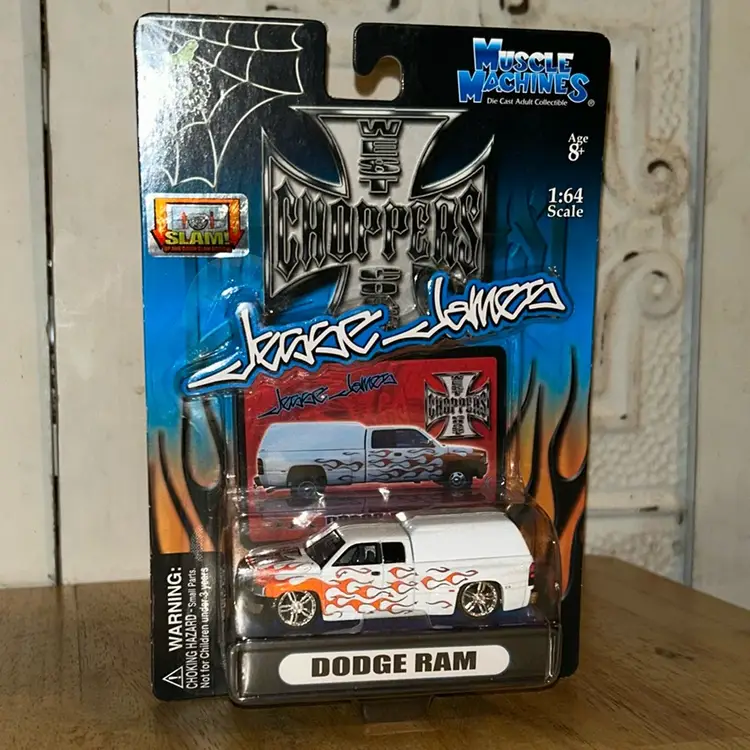 MUSCLE
MACHINES
Die Cast Adult Collectible ®
Age
8+
1:64
Scale
WEST
CHOPPERS
SLAM!
Jesse James
Jesse James
CHOPPERS
WARNING:
CHOKING HAZARD - Small Parts.
Not for Children under 3 years
DODGE RAM